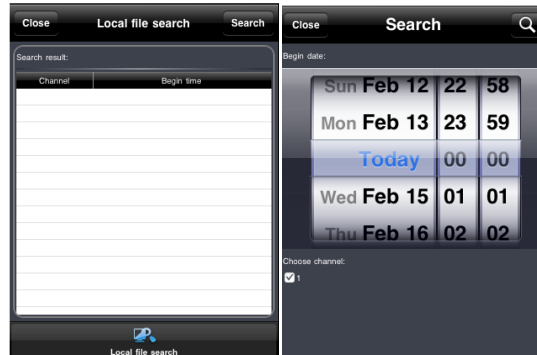 Close Local file search Search
Search result:
Channel Begin time
Local file search
Close Search
Begin date:
Sun Feb 12 22 58
Mon Feb 13 23 59
Today 00 00
Wed Feb 15 01 01
Thu Feb 16 02 02
Choose channel:
1